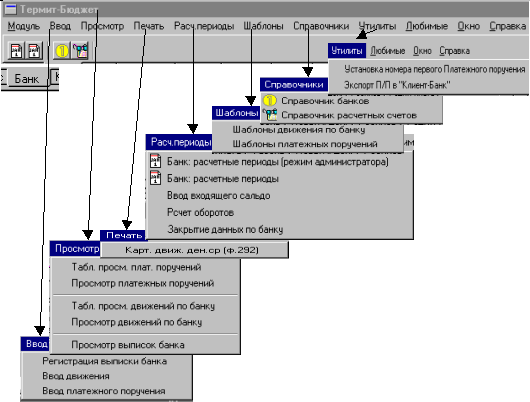 Термит-Бюджет
Модуль Ввод Просмотр Печать Расч.периоды Шаблоны Справочники Утилиты Любимые Окно Справка
Банк
Утилиты Любимые Окно Справка
Установка номера первого Платежного поручения
Экспорт П/П в "Клиент-Банк"
Справочники
Справочник банков
Справочник расчетных счетов
Шаблоны
Шаблоны движения по банку
Шаблоны платежных поручений
Расч.периоды
Банк: расчетные периоды (режим администратора)
Банк: расчетные периоды
Ввод входящего сальдо
Рсчет оборотов
Закрытие данных по банку
Печать
Карт. движ. ден.ср (ф.292)
Просмотр
Табл. просм. плат. поручений
Просмотр платежных поручений
Табл. просм. движений по банку
Просмотр движений по банку
Просмотр выписок банка
Ввод
Регистрация выписки банка
Ввод движения
Ввод платежного поручения